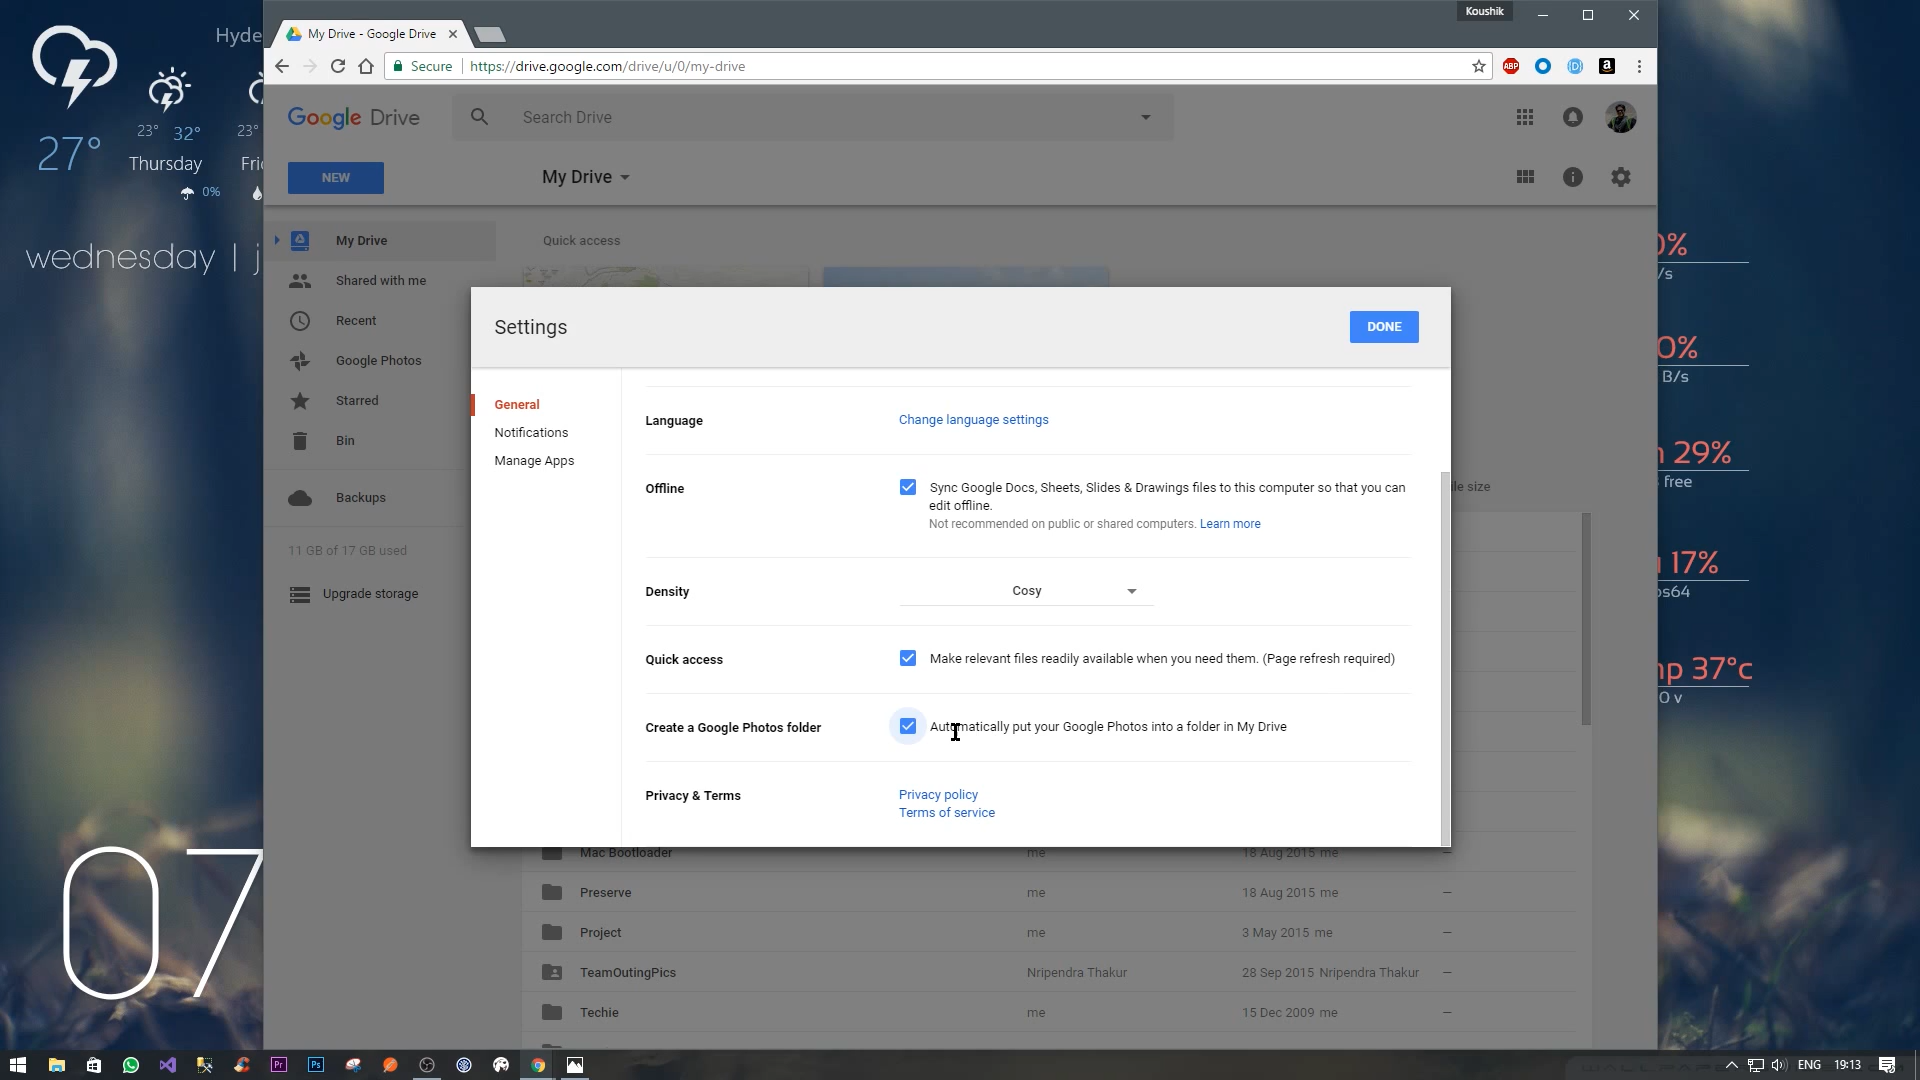 Koushik
My Drive - Google Drive
Secure
https://drive.google.com/drive/u/0/my-drive
ABP
Hyde
27°
23° 32°
23°
Thursday
Fri
0%
wednesday | j
07
Google Drive
Search Drive
NEW
My Drive
My Drive
Shared with me
Recent
Google Photos
Starred
Bin
Backups
11 GB of 17 GB used
Upgrade storage
Quick access
Settings
DONE
General
Notifications
Manage Apps
Language
Change language settings
Offline
Sync Google Docs, Sheets, Slides & Drawings files to this computer so that you can
edit offline.
Not recommended on public or shared computers. Learn more
Density
Cosy
Quick access
Make relevant files readily available when you need them. (Page refresh required)
Create a Google Photos folder
Automatically put your Google Photos into a folder in My Drive
Privacy & Terms
Privacy policy
Terms of service
size
Mac Bootloader me 18 Aug 2015 me —
Preserve me 18 Aug 2015 me —
Project me 3 May 2015 me —
TeamOutingPics Nripendra Thakur 28 Sep 2015 Nripendra Thakur —
Techie me 15 Dec 2009 me —
0%
/s
0%
B/s
29%
free
17%
os64
37°c
0 v
Pr
Ps
ENG
19:13